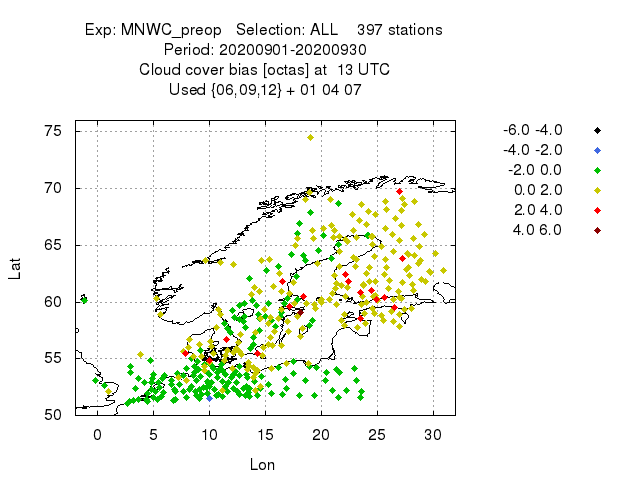 Exp: MNWC_preop   Selection: ALL    397 stations
Period: 20200901-20200930
Cloud cover bias [octas] at  13 UTC
Used {06,09,12} + 01 04 07
-6.0 -4.0
-4.0 -2.0
-2.0 0.0
0.0 2.0
2.0 4.0
4.0 6.0
75
70
65
60
55
50
Lat
0 5 10 15 20 25 30
Lon